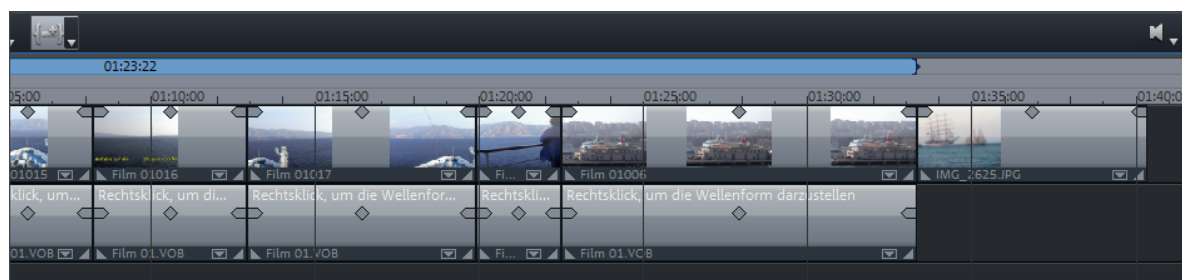 01:23:22
05:00 01:10:00 01:15:00 01:20:00 01:25:00 01:30:00 01:35:00 01:40:0
01015 Film 01016 Film 01017 Fi... Film 01006 IMG_2625.JPG
klick, um... Rechtsklick, um di... Rechtsklick, um die Wellenfor... Rechtskli... Rechtsklick, um die Wellenform darzustellen
01.VOB Film 01.VOB Film 01.VOB Fi... Film 01.VOB